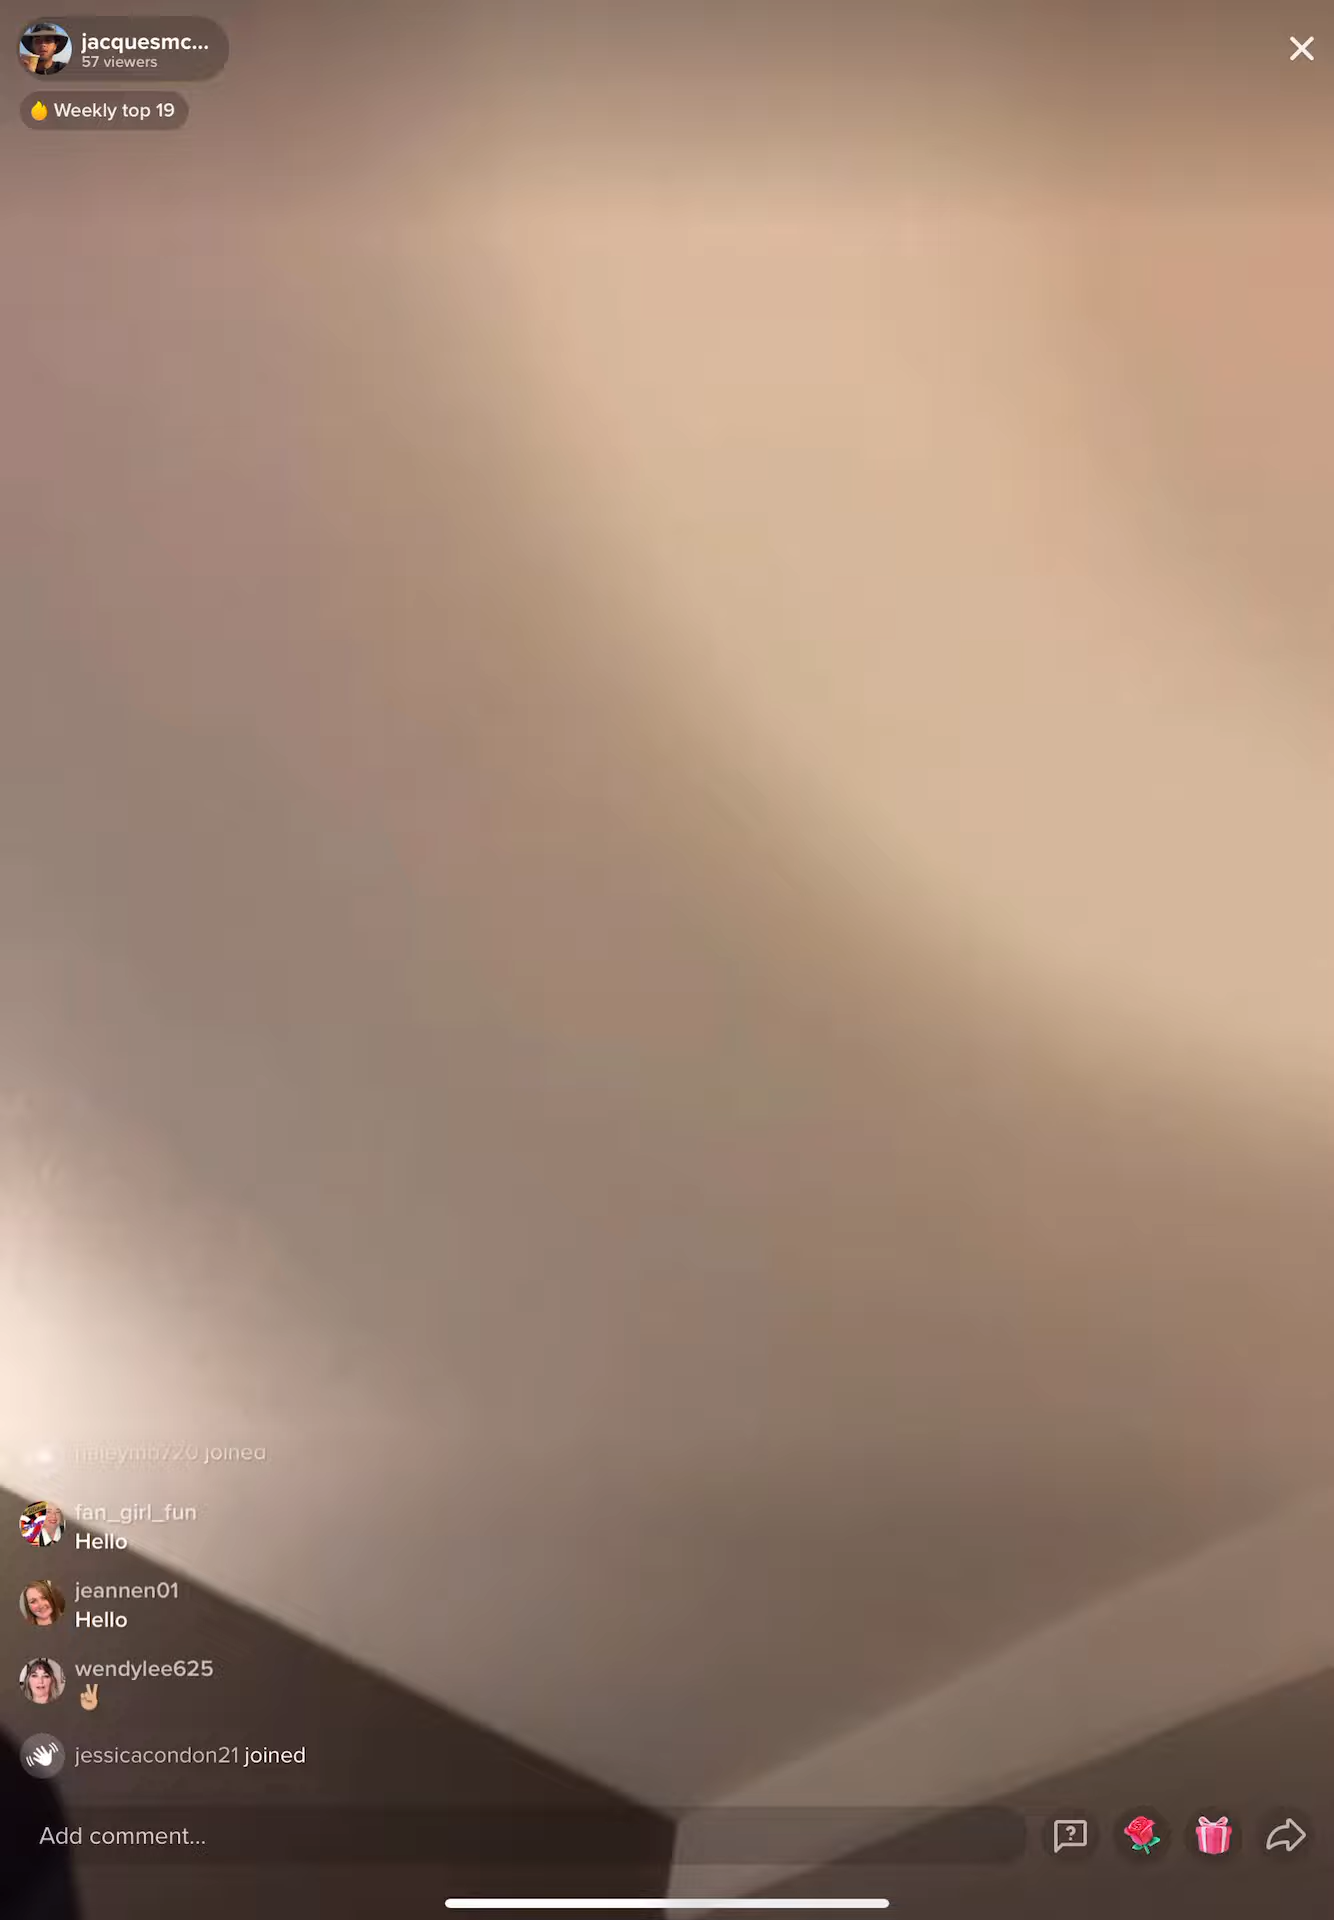 jacquesmc...
57 viewers
Weekly top 19
joined
fan_girl_fun
Hello
jeannen01
Hello
wendylee625
jessicacondon21 joined
Add comment...